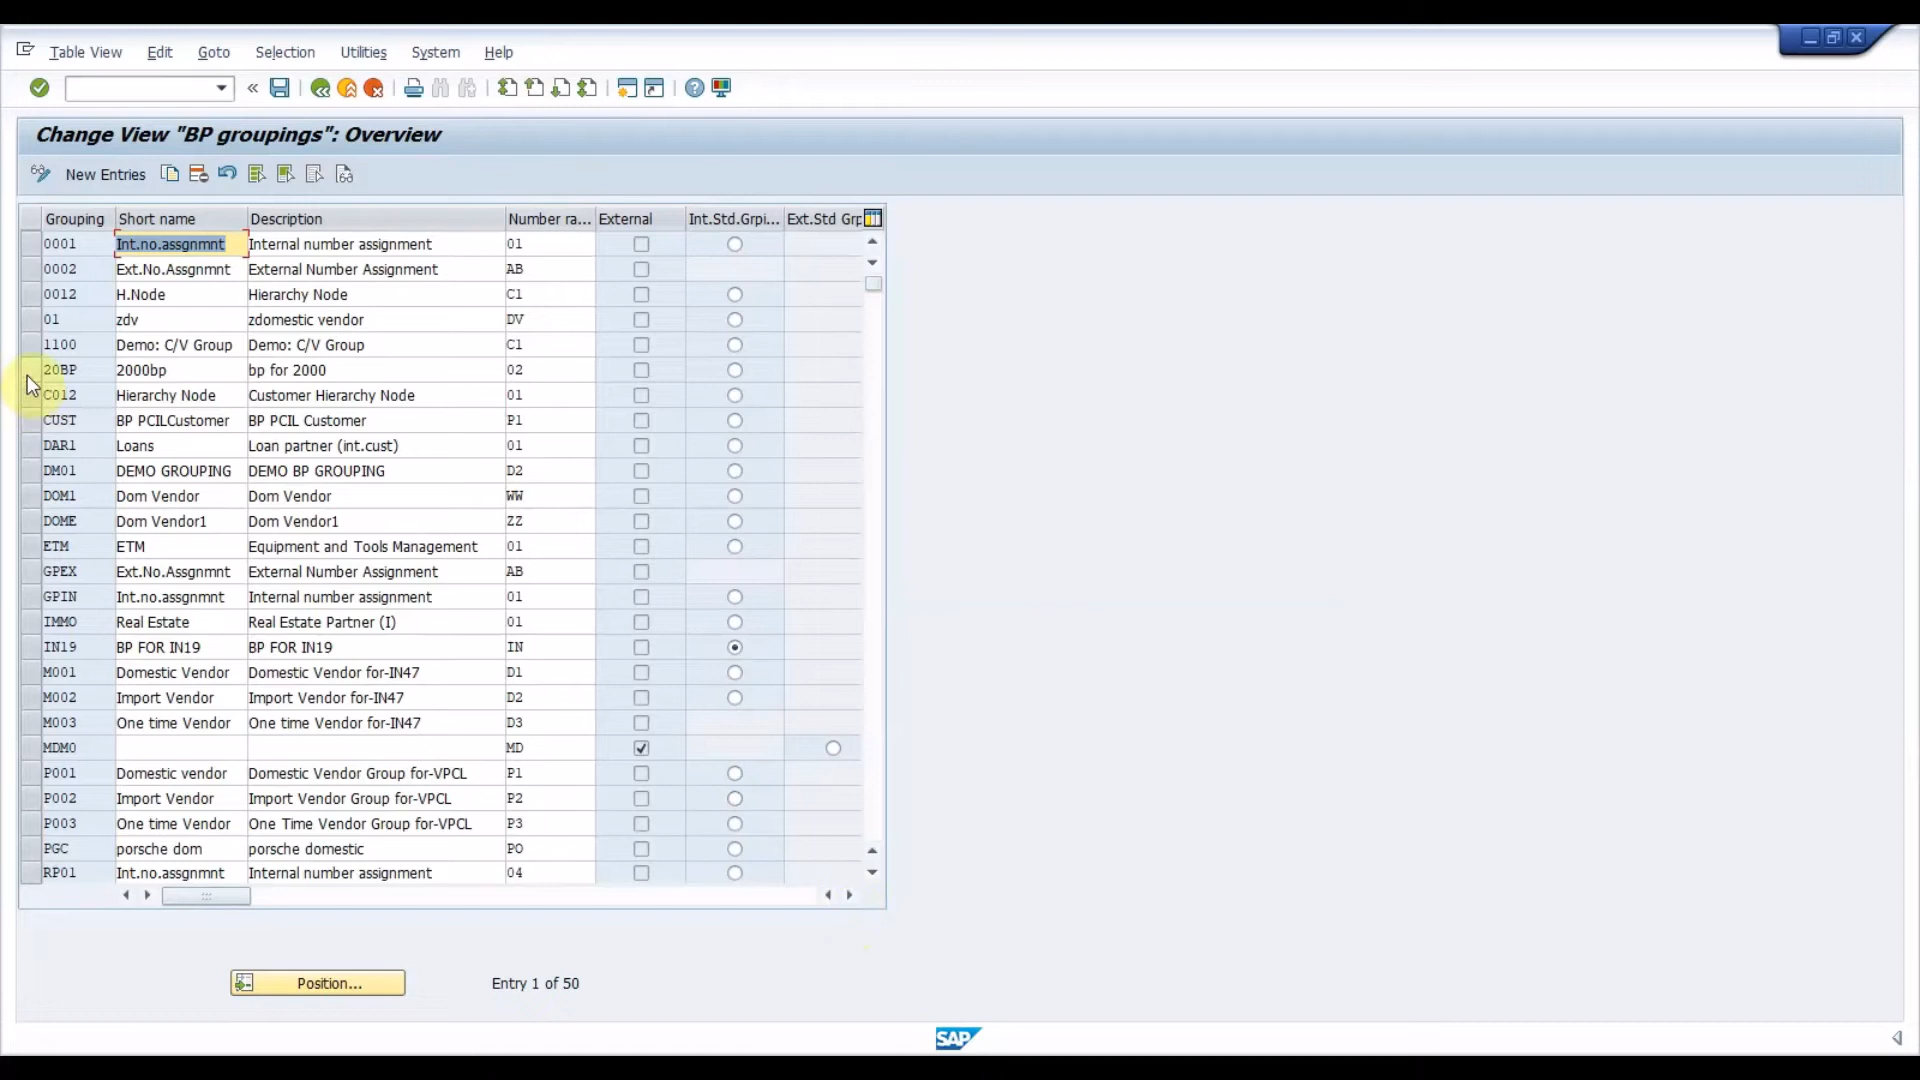 Table View Edit Goto Selection Utilities System Help
Change View "BP groupings": Overview
New Entries
Grouping Short name Description Number ra... External Int.Std.Grpi... Ext.Std Grp
0001 Int.no.assgnmnt Internal number assignment 01
0002 Ext.No.Assgnmnt External Number Assignment AB
0012 H.Node Hierarchy Node C1
01 zdv zdomestic vendor DV
1100 Demo: C/V Group Demo: C/V Group C1
20BP 2000bp bp for 2000 02
C012 Hierarchy Node Customer Hierarchy Node 01
CUST BP PCILCustomer BP PCIL Customer P1
DAR1 Loans Loan partner (int.cust) 01
DM01 DEMO GROUPING DEMO BP GROUPING D2
DOM1 Dom Vendor Dom Vendor WW
DOME Dom Vendor1 Dom Vendor1 ZZ
ETM ETM Equipment and Tools Management 01
GPEX Ext.No.Assgnmnt External Number Assignment AB
GPIN Int.no.assgnmnt Internal number assignment 01
IMMO Real Estate Real Estate Partner (I) 01
IN19 BP FOR IN19 BP FOR IN19 IN
M001 Domestic Vendor Domestic Vendor for-IN47 D1
M002 Import Vendor Import Vendor for-IN47 D2
M003 One time Vendor One time Vendor for-IN47 D3
MDM0 MD
P001 Domestic vendor Domestic Vendor Group for-VPCL P1
P002 Import Vendor Import Vendor Group for-VPCL P2
P003 One time Vendor One Time Vendor Group for-VPCL P3
PGC porsche dom porsche domestic PO
RP01 Int.no.assgnmnt Internal number assignment 04
Position... Entry 1 of 50
SAP